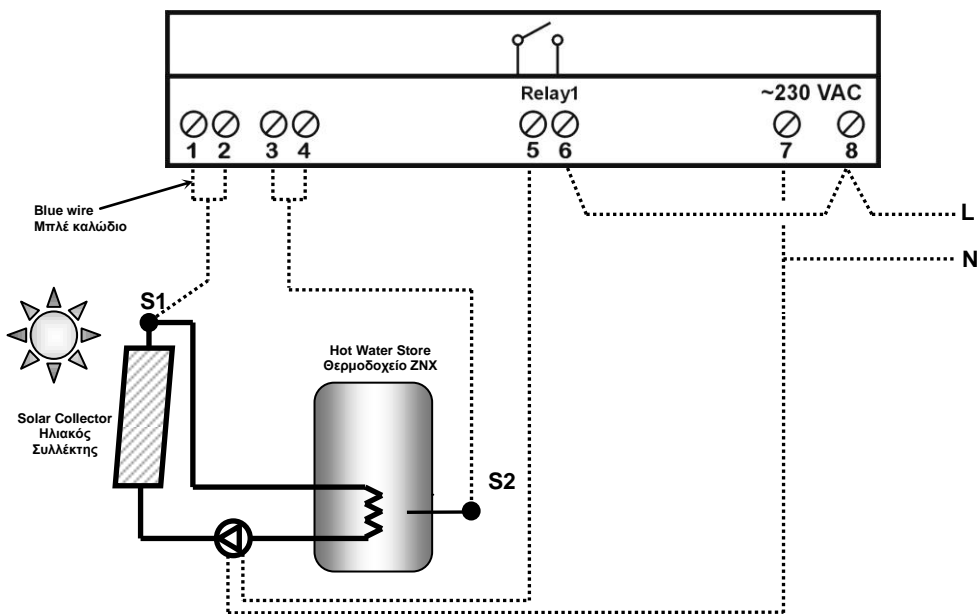 Relay1
~230 VAC
1 2 3 4 5 6 7 8
Blue wire
Μπλέ καλώδιο
L
N
S1
Hot Water Store
Θερμοδοχείο ΖΝΧ
Solar Collector
Ηλιακός
Συλλέκτης
S2